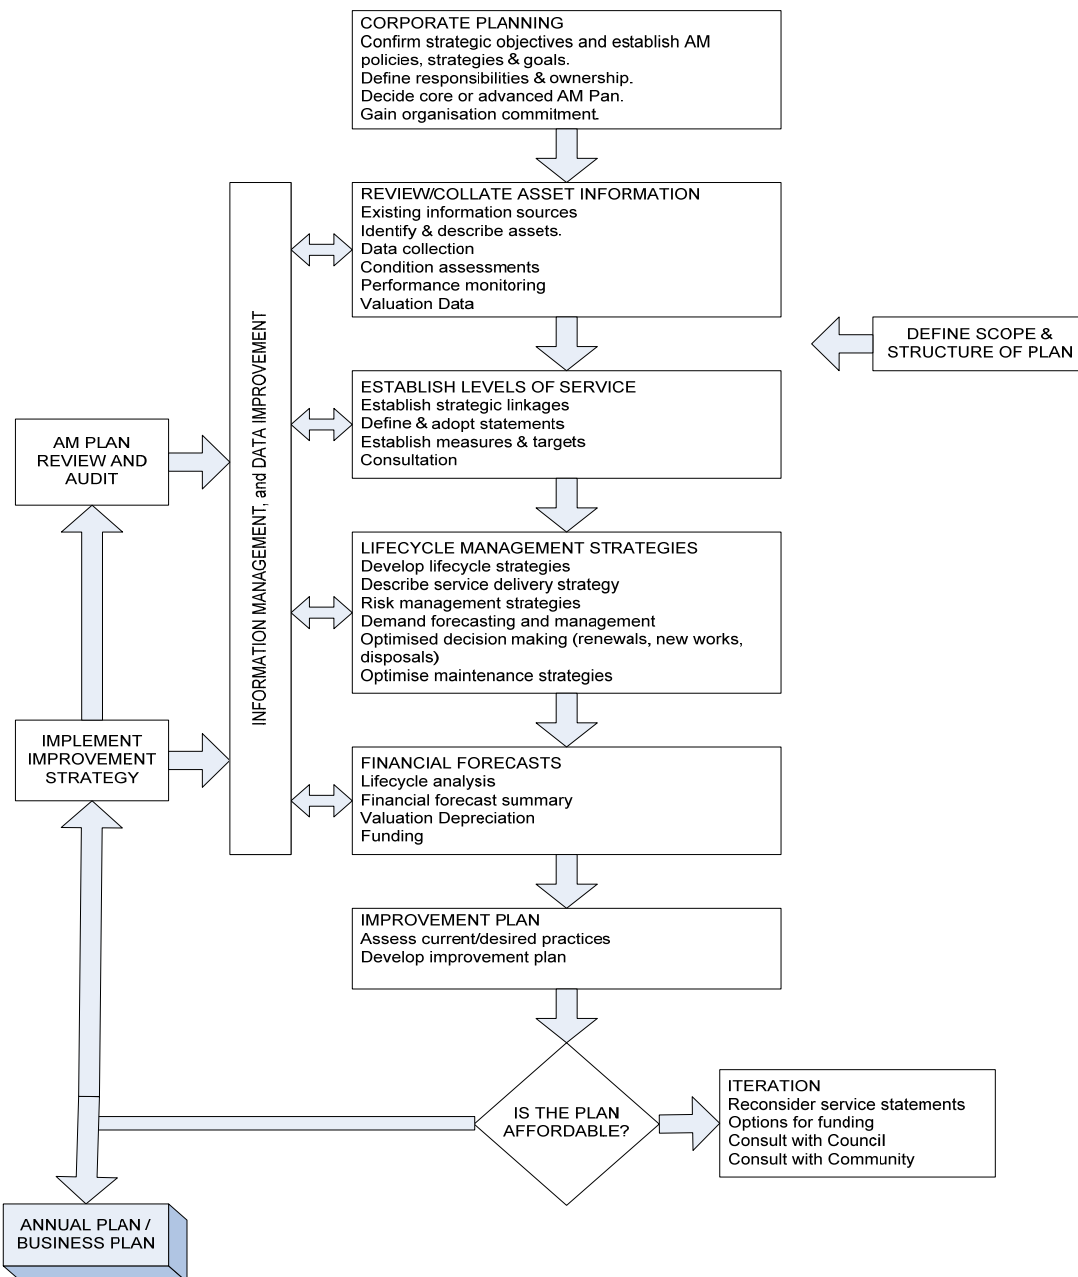 CORPORATE PLANNING
Confirm strategic objectives and establish AM
policies, strategies & goals.
Define responsibilities & ownership.
Decide core or advanced AM Pan.
Gain organisation commitment.
REVIEW/COLLATE ASSET INFORMATION
Existing information sources
Identify & describe assets.
Data collection
Condition assessments
Performance monitoring
Valuation Data
DEFINE SCOPE &
STRUCTURE OF PLAN
INFORMATION MANAGEMENT, and DATA IMPROVEMENT
ESTABLISH LEVELS OF SERVICE
Establish strategic linkages
Define & adopt statements
Establish measures & targets
Consultation
AM PLAN
REVIEW AND
AUDIT
LIFECYCLE MANAGEMENT STRATEGIES
Develop lifecycle strategies
Describe service delivery strategy
Risk management strategies
Demand forecasting and management
Optimised decision making (renewals, new works,
disposals)
Optimise maintenance strategies
IMPLEMENT
IMPROVEMENT
STRATEGY
FINANCIAL FORECASTS
Lifecycle analysis
Financial forecast summary
Valuation Depreciation
Funding
IMPROVEMENT PLAN
Assess current/desired practices
Develop improvement plan
IS THE PLAN
AFFORDABLE?
ITERATION
Reconsider service statements
Options for funding
Consult with Council
Consult with Community
ANNUAL PLAN /
BUSINESS PLAN